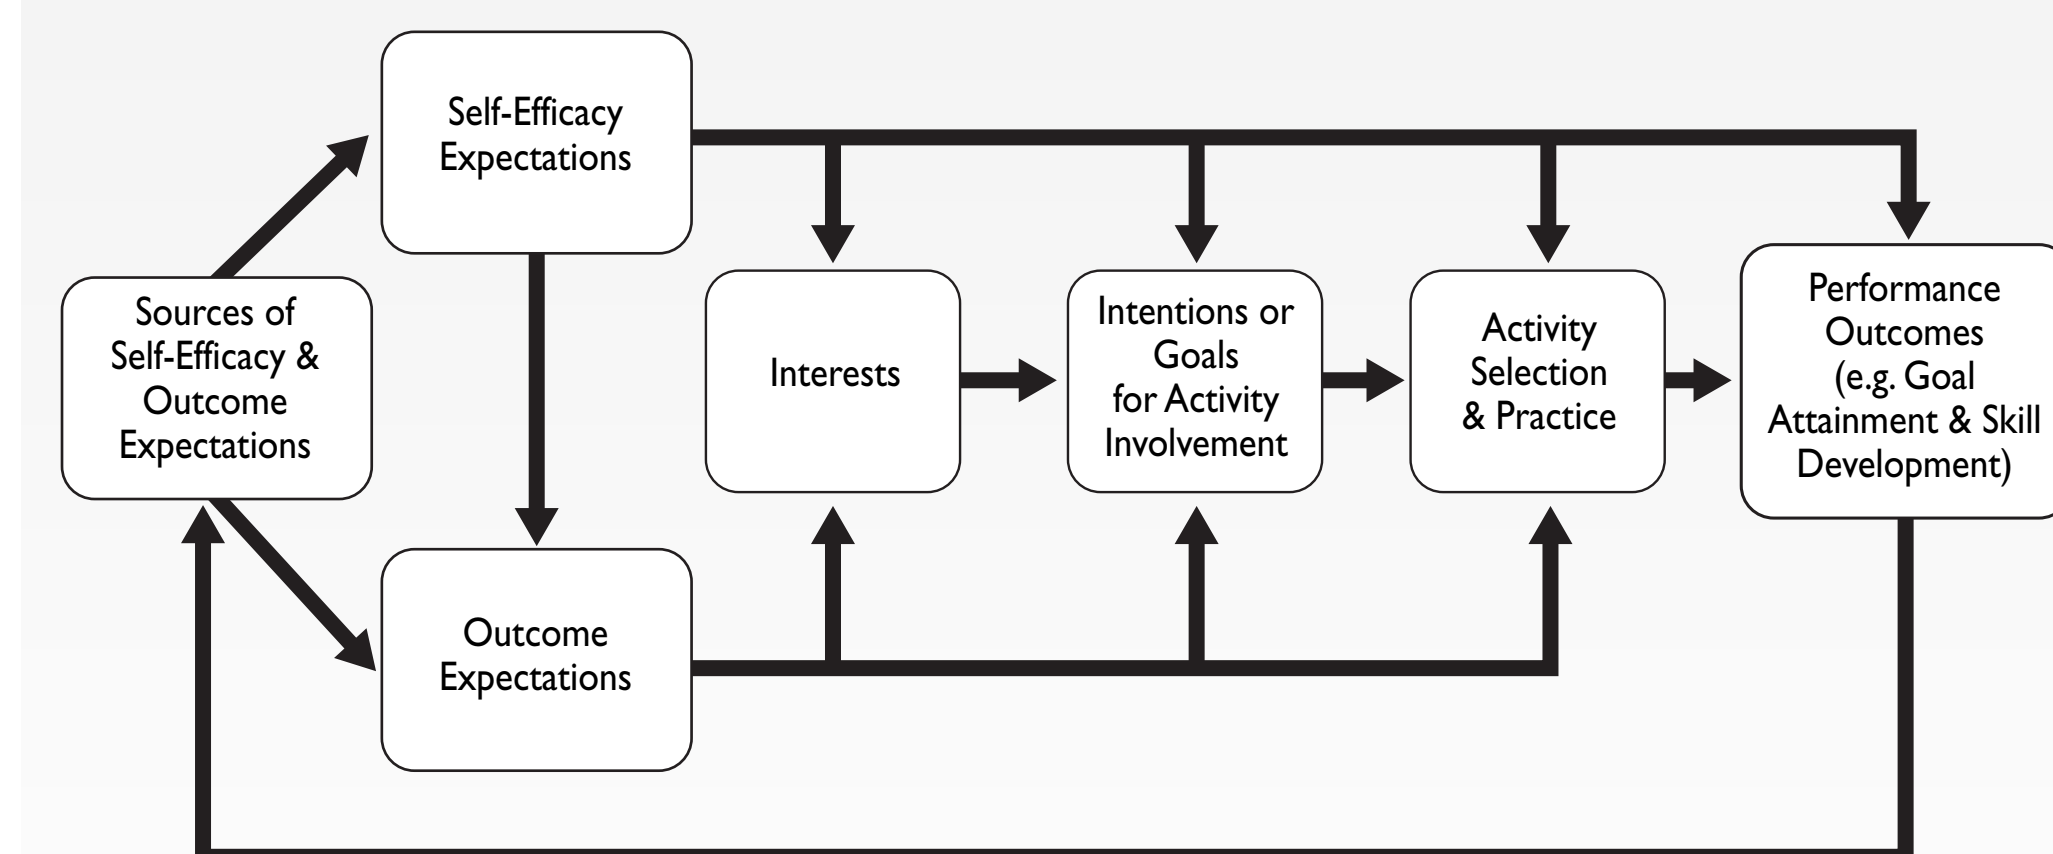 Self-Efficacy
Expectations
Sources of
Self-Efficacy &
Outcome
Expectations
Outcome
Expectations
Interests
Intentions or
Goals
for Activity
Involvement
Activity
Selection
& Practice
Performance
Outcomes
(e.g. Goal
Attainment & Skill
Development)